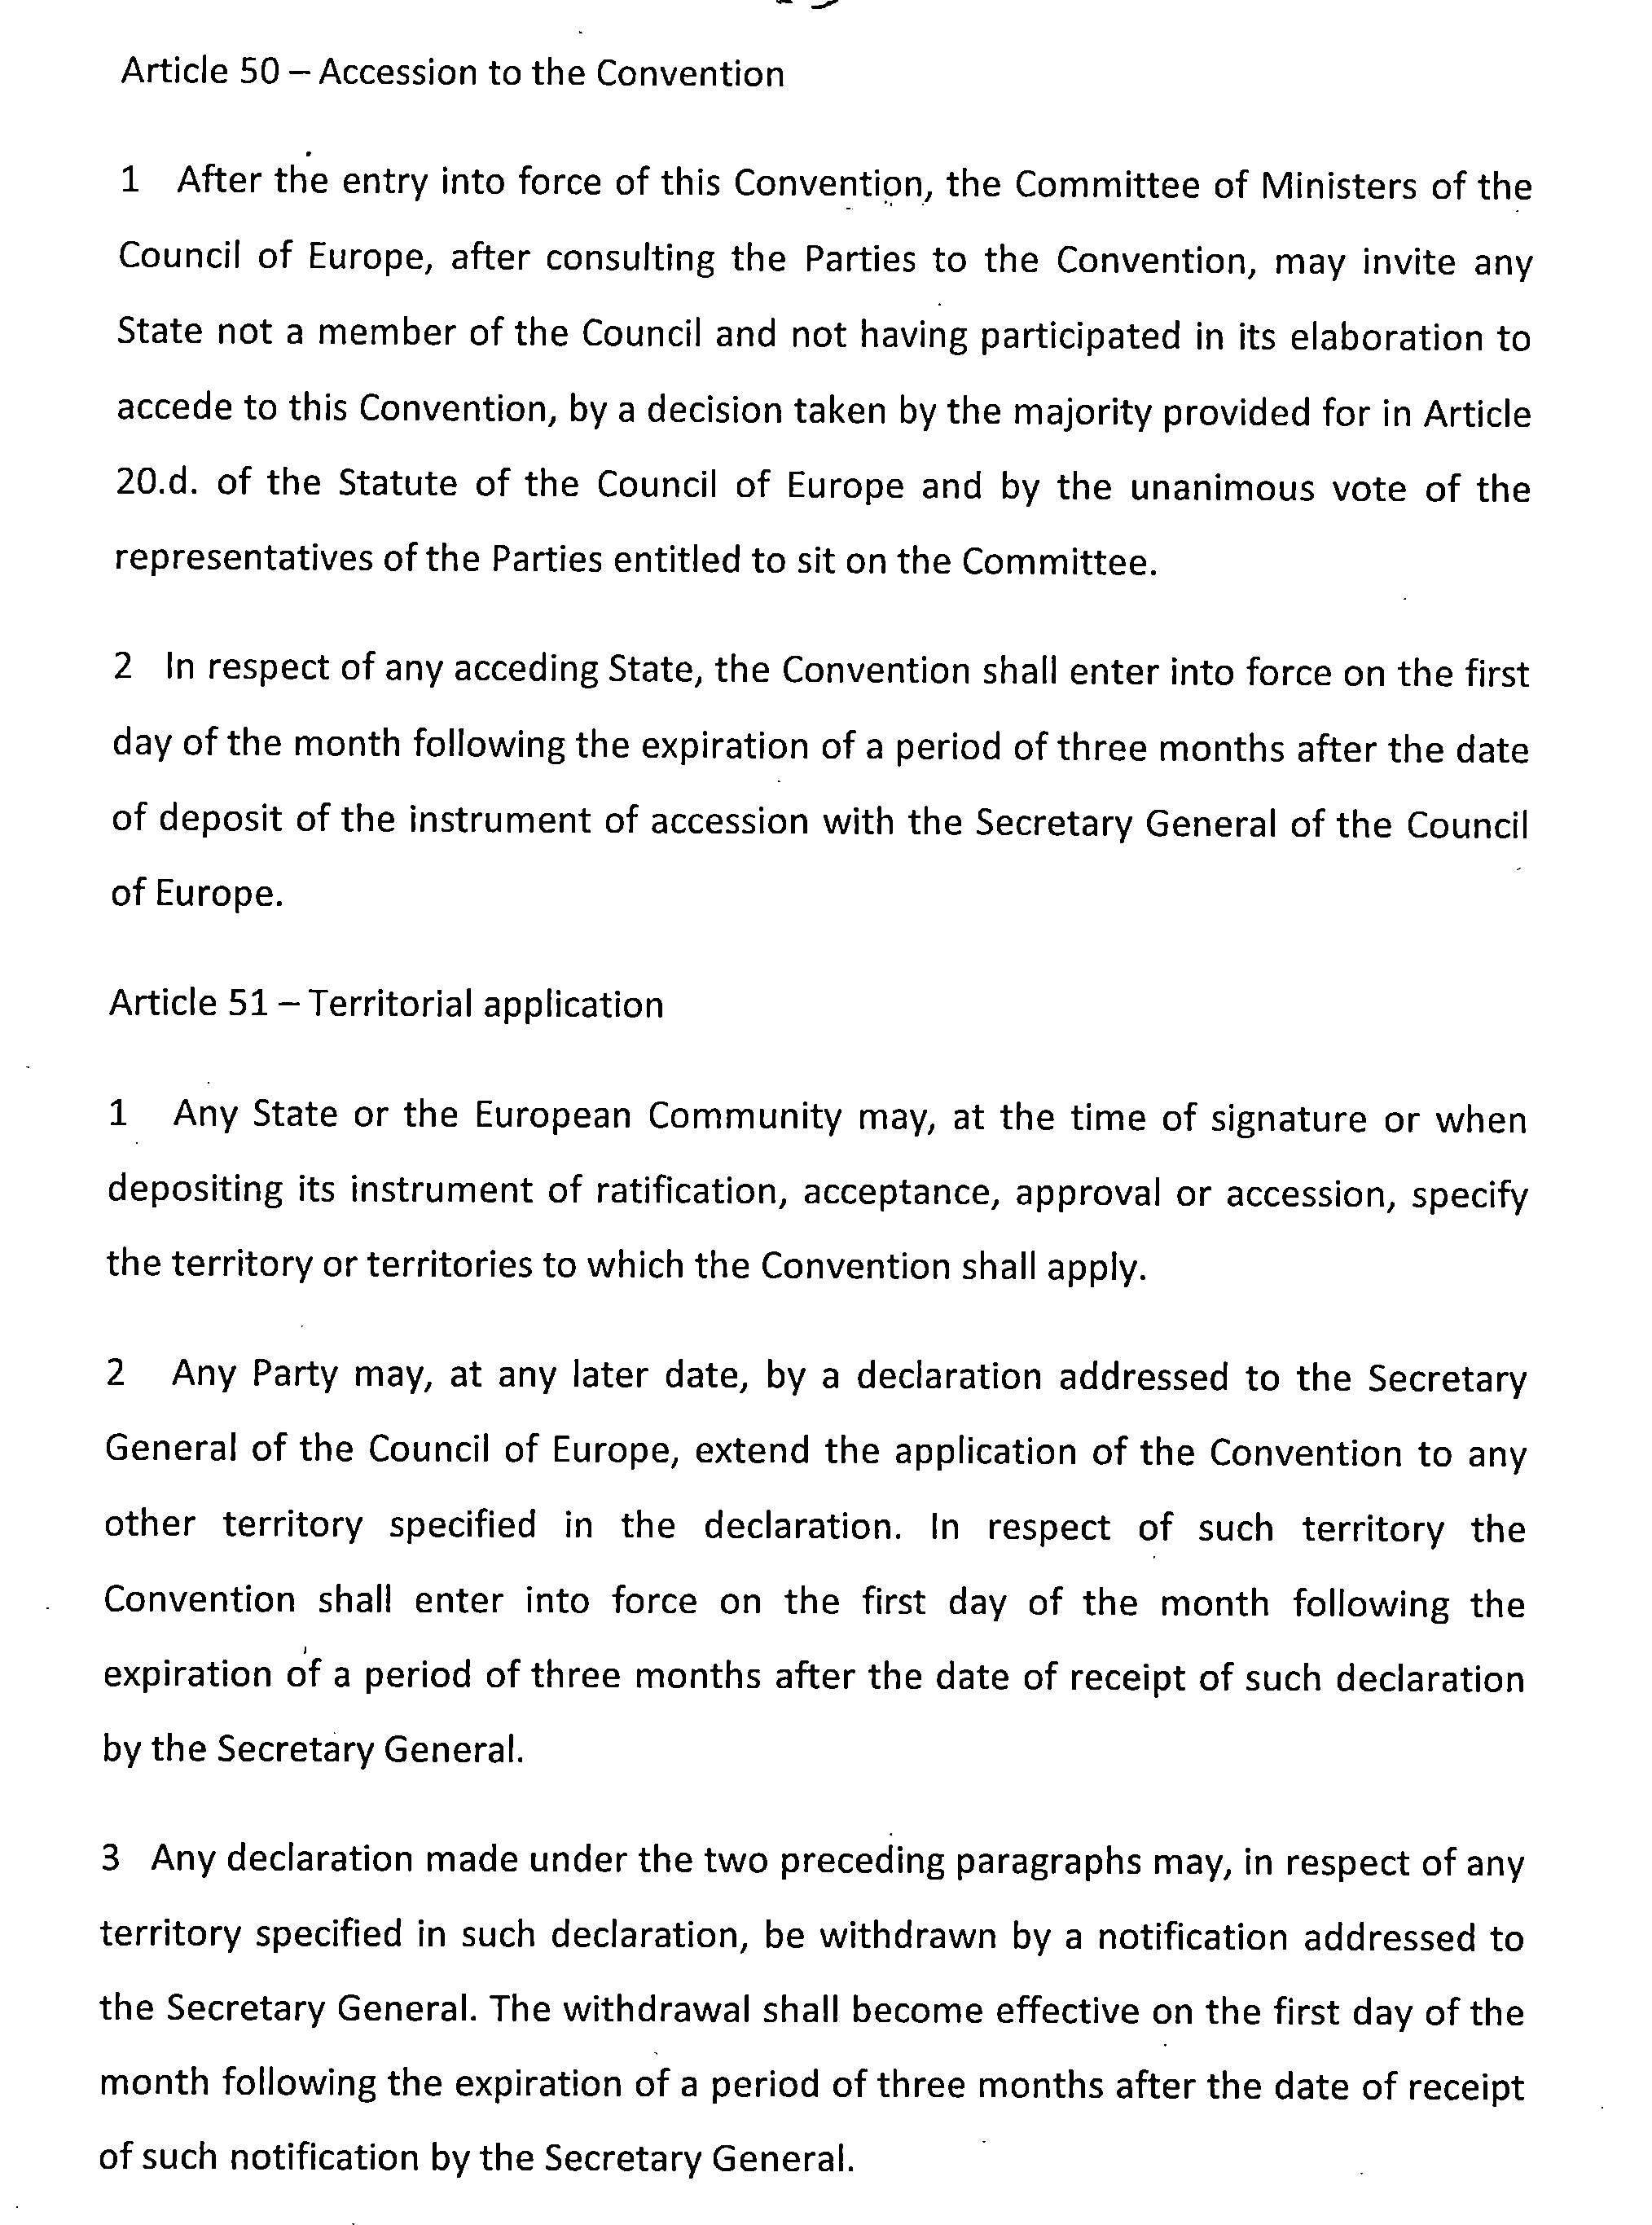 Article 50 – Accession to the Convention
1 After the entry into force of this Convention, the Committee of Ministers of the
Council of Europe, after consulting the Parties to the Convention, may invite any
State not a member of the Council and not having participated in its elaboration to
accede to this Convention, by a decision taken by the majority provided for in Article
20.d. of the Statute of the Council of Europe and by the unanimous vote of the
representatives of the Parties entitled to sit on the Committee.
2 In respect of any acceding State, the Convention shall enter into force on the first
day of the month following the expiration of a period of three months after the date
of deposit of the instrument of accession with the Secretary General of the Council
of Europe.
Article 51 – Territorial application
1 Any State or the European Community may, at the time of signature or when
depositing its instrument of ratification, acceptance, approval or accession, specify
the territory or territories to which the Convention shall apply.
2 Any Party may, at any later date, by a declaration addressed to the Secretary
General of the Council of Europe, extend the application of the Convention to any
other territory specified in the declaration. In respect of such territory the
Convention shall enter into force on the first day of the month following the
expiration of a period of three months after the date of receipt of such declaration
by the Secretary General.
3 Any declaration made under the two preceding paragraphs may, in respect of any
territory specified in such declaration, be withdrawn by a notification addressed to
the Secretary General. The withdrawal shall become effective on the first day of the
month following the expiration of a period of three months after the date of receipt
of such notification by the Secretary General.